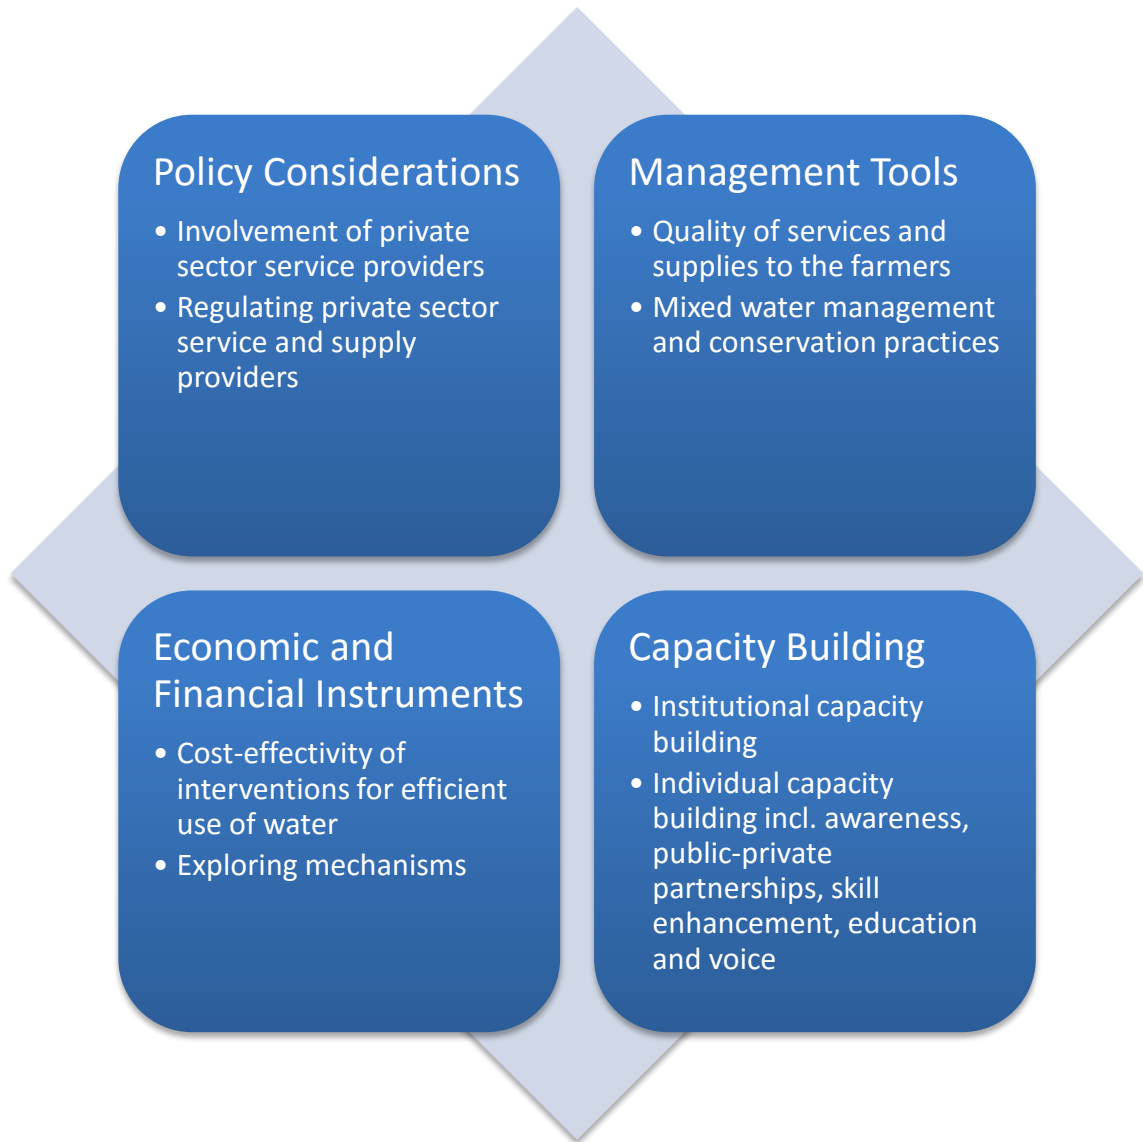 Policy Considerations
• Involvement of private
sector service providers
• Regulating private sector
service and supply
providers
Management Tools
• Quality of services and
supplies to the farmers
• Mixed water management
and conservation practices
Economic and
Financial Instruments
• Cost-effectivity of
interventions for efficient
use of water
• Exploring mechanisms
Capacity Building
• Institutional capacity
building
• Individual capacity
building incl. awareness,
public-private
partnerships, skill
enhancement, education
and voice